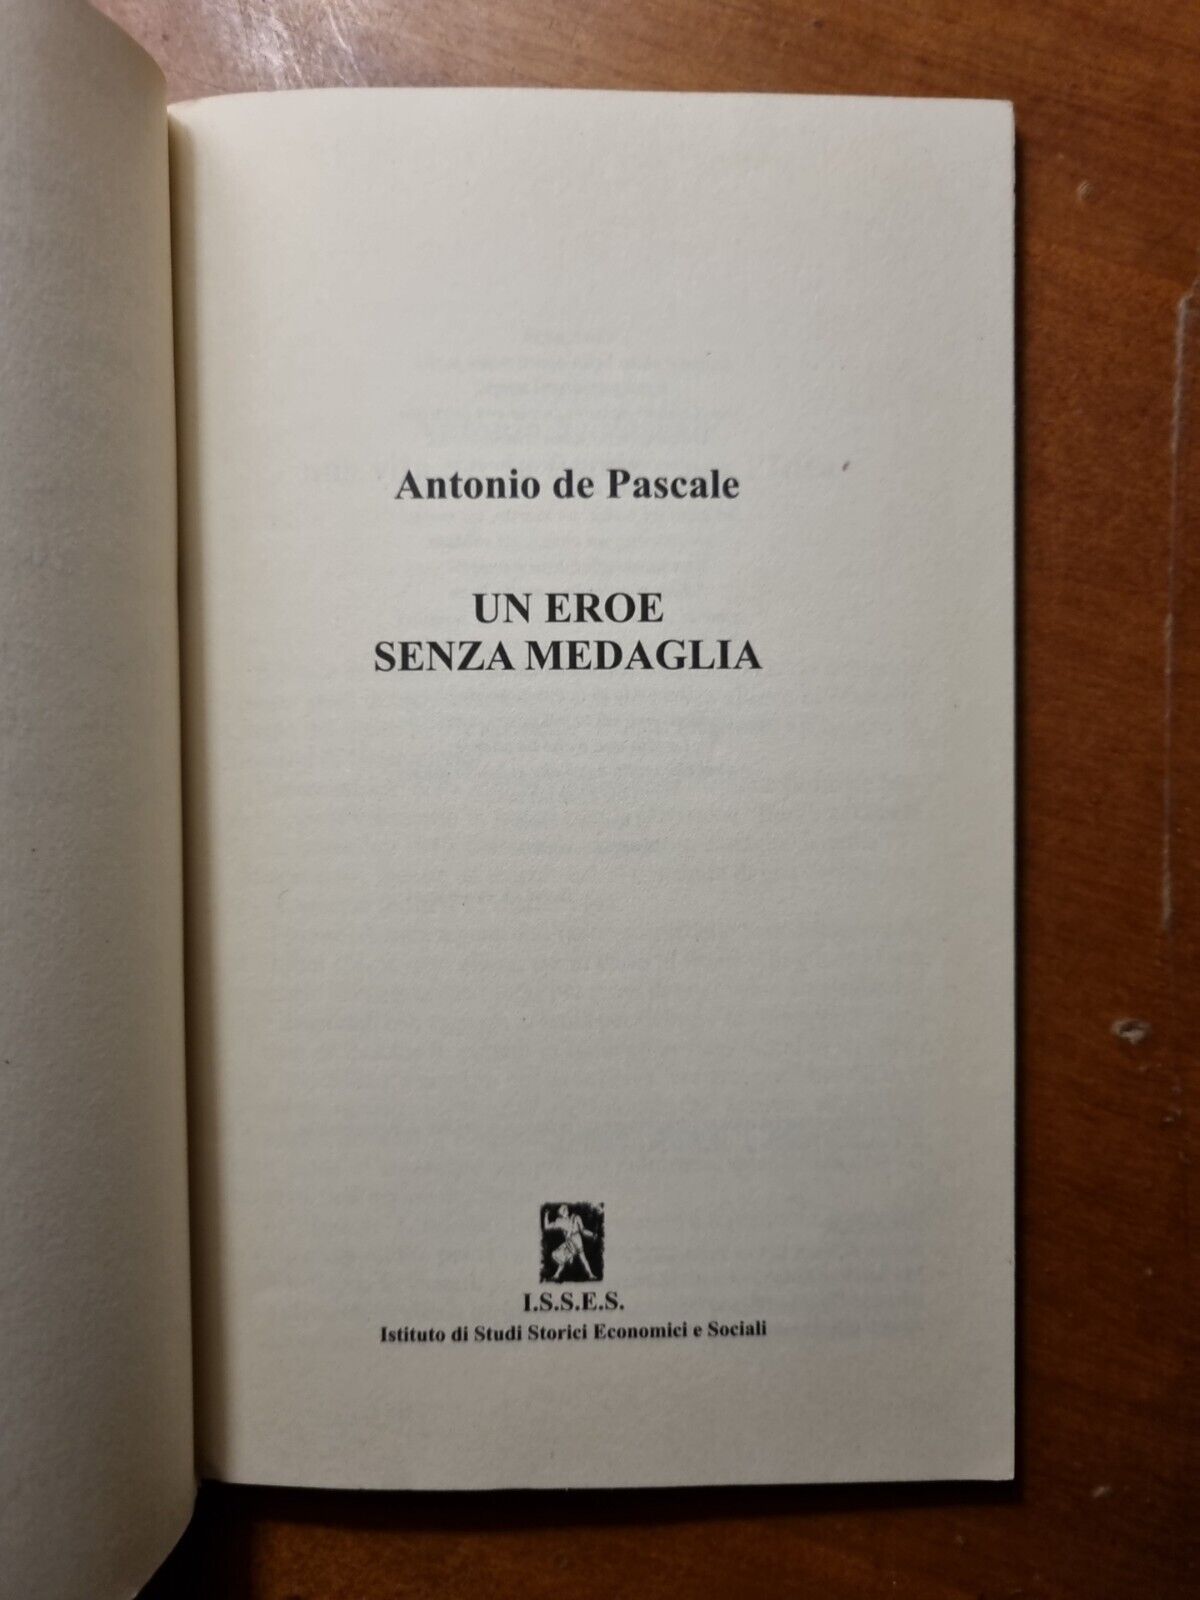 Antonio de Pascale
UN EROE
SENZA MEDAGLIA
I.S.S.E.S.
Istituto di Studi Storici Economici e Sociali